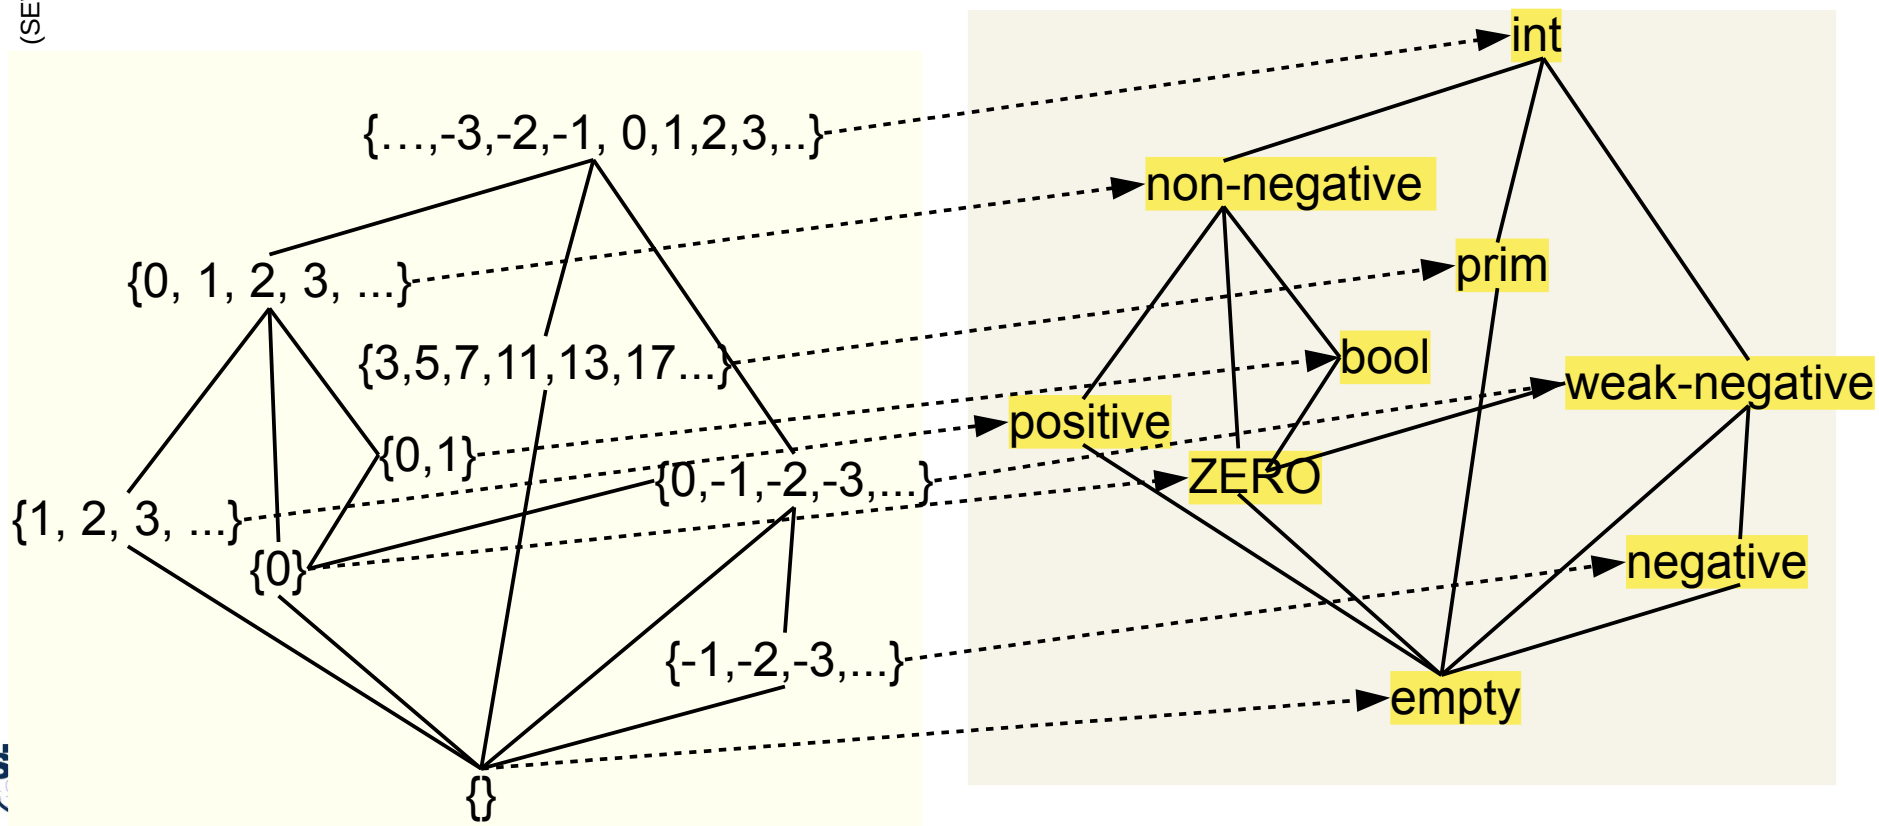 (SE
{…,-3,-2,-1, 0,1,2,3,..}
{0, 1, 2, 3, ...}
{3,5,7,11,13,17...}
{0,1}
{0,-1,-2,-3,...}
{1, 2, 3, ...}
{0}
{-1,-2,-3,...}
{}
int
non-negative
prim
bool
weak-negative
positive
ZERO
negative
empty